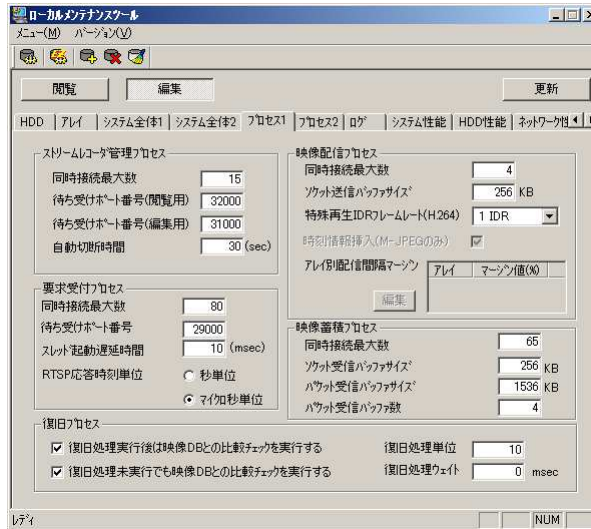 ローカルメンテナンスツール
メニュー(M) バージョン(V)
閲覧 編集 更新
HDD アレイ システム全体1 システム全体2 プロセス1 プロセス2 ログ システム性能 HDD性能 ネットワーク性
ストリームレコーダ管理プロセス
同時接続最大数 15
待ち受けポート番号(閲覧用) 32000
待ち受けポート番号(編集用) 31000
自動切断時間 30 (sec)
要求受付プロセス
同時接続最大数 80
待ち受けポート番号 29000
スレッド起動遅延時間 10 (msec)
RTSP応答時刻単位 秒単位
マイクロ秒単位
映像配信プロセス
同時接続最大数 4
ソケット送信バッファサイズ 256 KB
特殊再生IDRフレームレート(H.264) 1 IDR
時刻情報挿入(M-JPEGのみ)
アレイ別配信間隔マージン アレイ マージン値(%)
編集
映像蓄積プロセス
同時接続最大数 65
ソケット受信バッファサイズ 256 KB
パケット受信バッファサイズ 1536 KB
パケット受信バッファ数 4
復旧プロセス
復旧処理実行後は映像DBとの比較チェックを実行する 復旧処理単位 10
復旧処理未実行でも映像DBとの比較チェックを実行する 復旧処理ウェイト 0 msec
レディ NUM